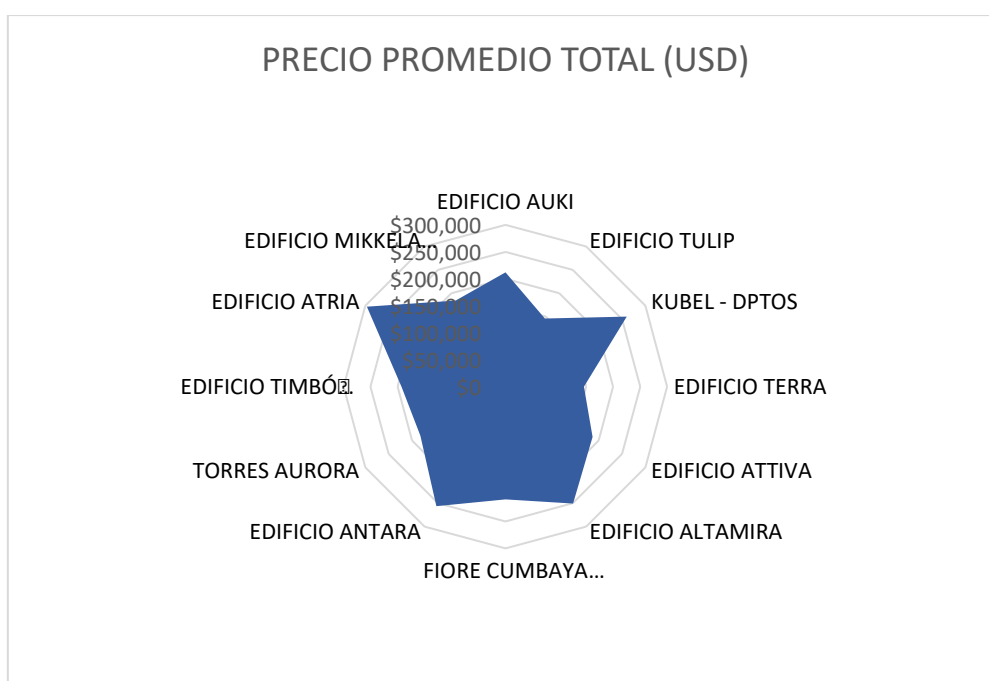 PRECIO PROMEDIO TOTAL (USD)
EDIFICIO AUKI
$300,000
EDIFICIO MIKKELA...
EDIFICIO TULIP
$250,000
$200,000
EDIFICIO ATRIA
KUBEL - DPTOS
$150,000
$100,000
$50,000
EDIFICIO TIMBÓ...
$0
EDIFICIO TERRA
TORRES AURORA
EDIFICIO ATTIVA
EDIFICIO ANTARA
EDIFICIO ALTAMIRA
FIORE CUMBAYA...